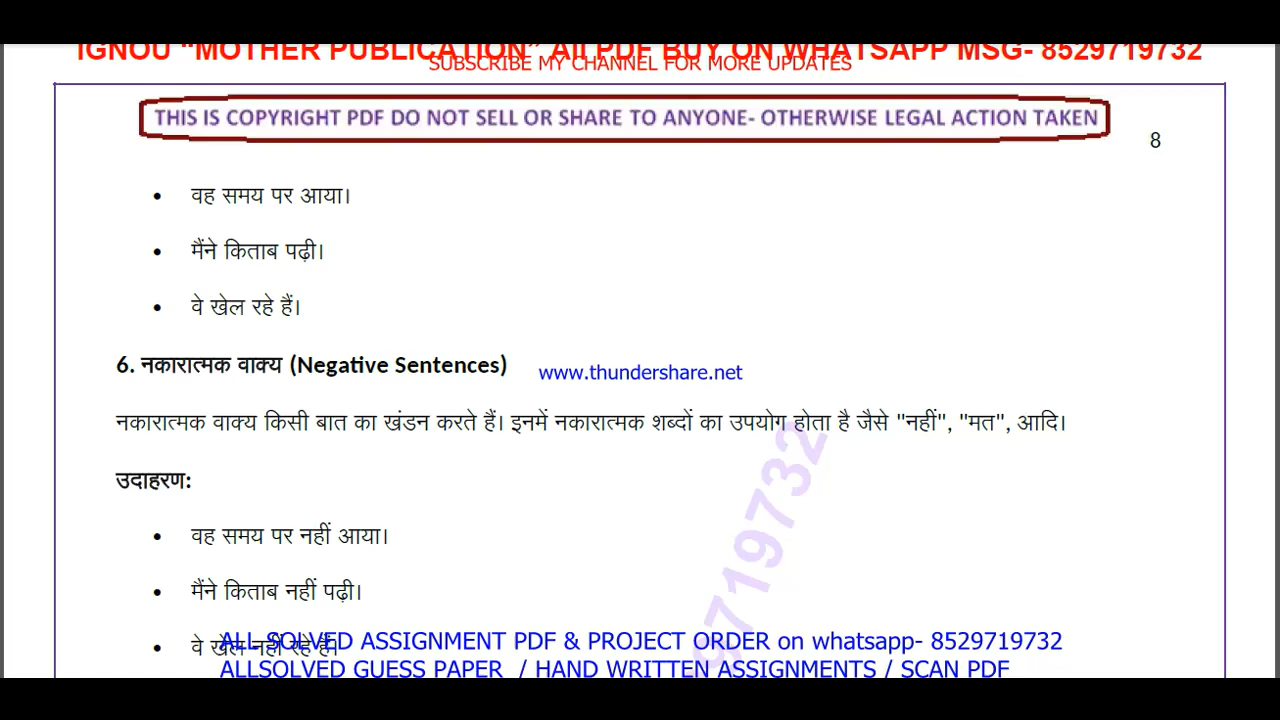 IGNOU "MOTHER PUBLICATION" All PDF BUY ON WHATSAPP MSG- 8529719732
SUBSCRIBE MY CHANNEL FOR MORE UPDATES
THIS IS COPYRIGHT PDF DO NOT SELL OR SHARE TO ANYONE- OTHERWISE LEGAL ACTION TAKEN
8
• वह समय पर आया।
• मैंने किताब पढ़ी।
• वे खेल रहे हैं।
6. नकारात्मक वाक्य (Negative Sentences)
www.thundershare.net
नकारात्मक वाक्य किसी बात का खंडन करते हैं। इनमें नकारात्मक शब्दों का उपयोग होता है जैसे "नहीं", "मत", आदि।
उदाहरण:
9719732
• वह समय पर नहीं आया।
• मैंने किताब नहीं पढ़ी।
• वे खेल नहीं रहे हैं।
ALL SOLVED ASSIGNMENT PDF & PROJECT ORDER on whatsapp- 8529719732
ALLSOLVED GUESS PAPER / HAND WRITTEN ASSIGNMENTS / SCAN PDF